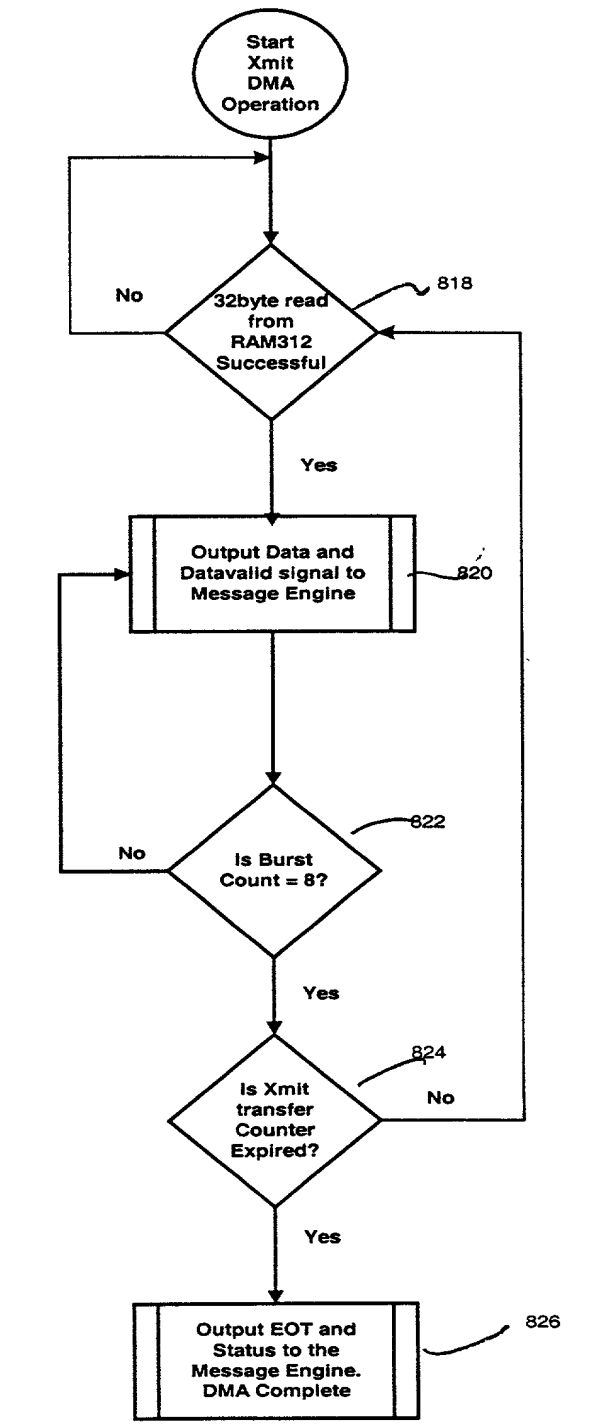 Start
Xmit
DMA
Operation
818
No
32byte read
from
RAM312
Successful
Yes
Output Data and
Datavalid signal to
Message Engine
820
822
No
Is Burst
Count = 8?
Yes
824
Is Xmit
transfer
Counter
Expired?
No
Yes
Output EOT and
Status to the
Message Engine.
DMA Complete
826